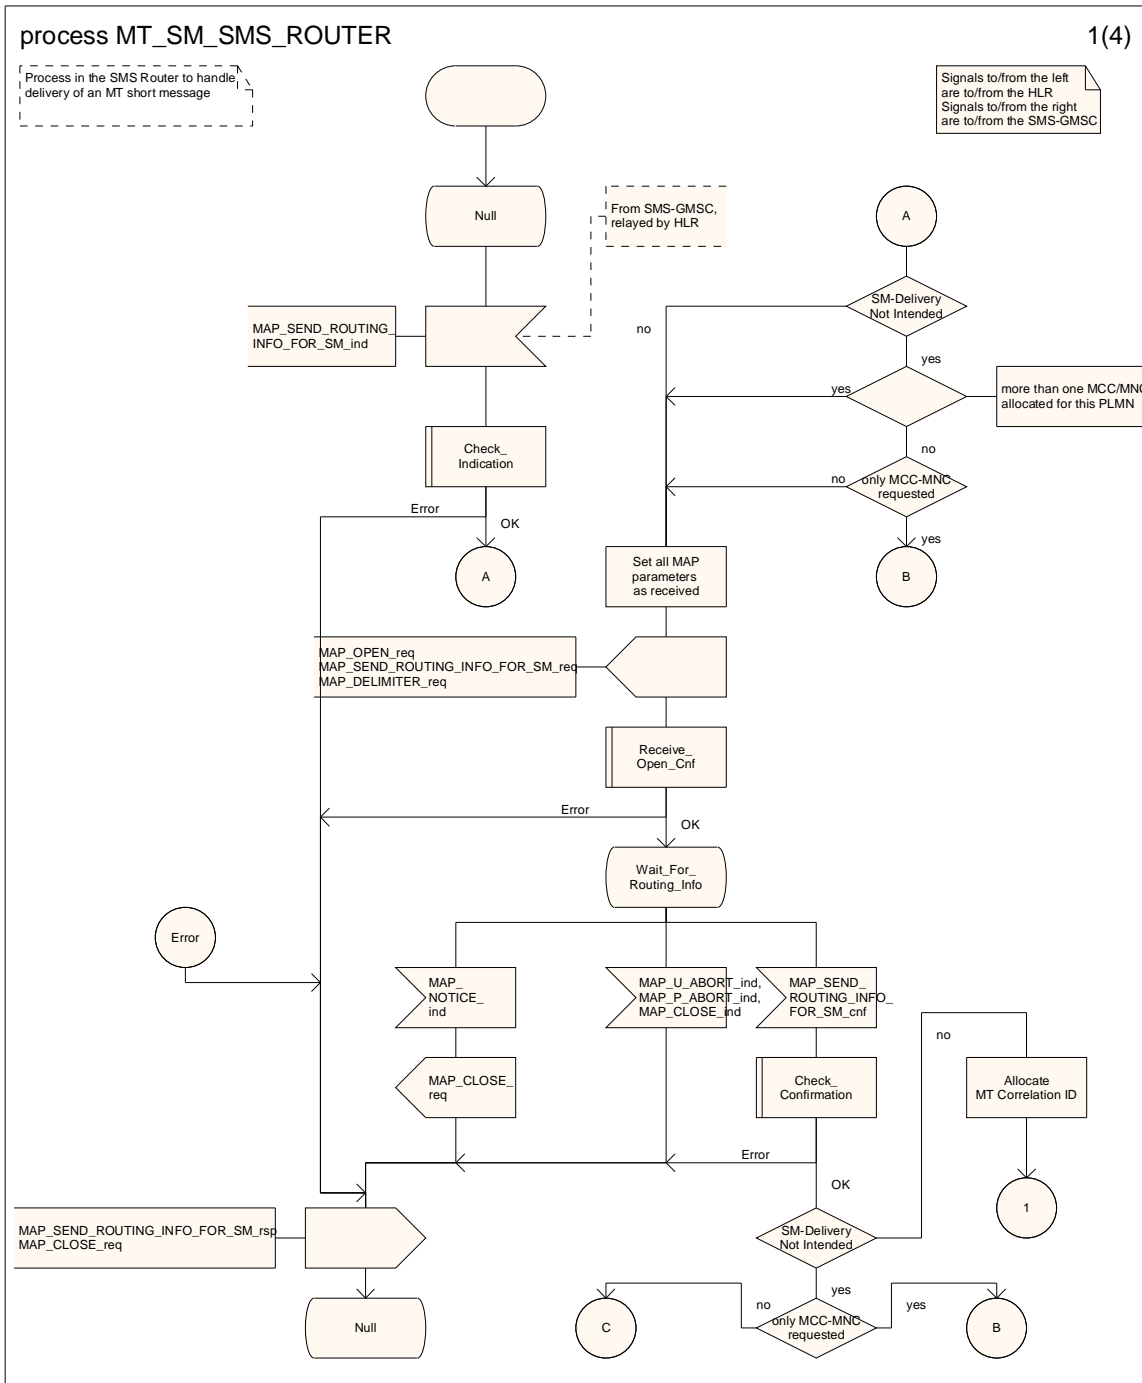 process MT_SM_SMS_ROUTER
1(4)
Process in the SMS Router to handle
delivery of an MT short message
Signals to/from the left
are to/from the HLR
Signals to/from the right
are to/from the SMS-GMSC
Null
From SMS-GMSC,
relayed by HLR
A
SM-Delivery
Not Intended
no
yes
MAP_SEND_ROUTING_
INFO_FOR_SM_ind
yes
more than one MCC/MNC
allocated for this PLMN
no
Check_
Indication
no
only MCC-MNC
requested
Error
OK
yes
A
Set all MAP
parameters
as received
B
MAP_OPEN_req
MAP_SEND_ROUTING_INFO_FOR_SM_req
MAP_DELIMITER_req
Receive_
Open_Cnf
Error
OK
Wait_For_
Routing_Info
Error
MAP_
NOTICE_
ind
MAP_U_ABORT_ind,
MAP_P_ABORT_ind,
MAP_CLOSE_ind
MAP_SEND_
ROUTING_INFO_
FOR_SM_cnf
no
MAP_CLOSE_
req
Check_
Confirmation
Allocate
MT Correlation ID
Error
OK
1
MAP_SEND_ROUTING_INFO_FOR_SM_rsp
MAP_CLOSE_req
SM-Delivery
Not Intended
yes
no
yes
Null
C
only MCC-MNC
requested
B